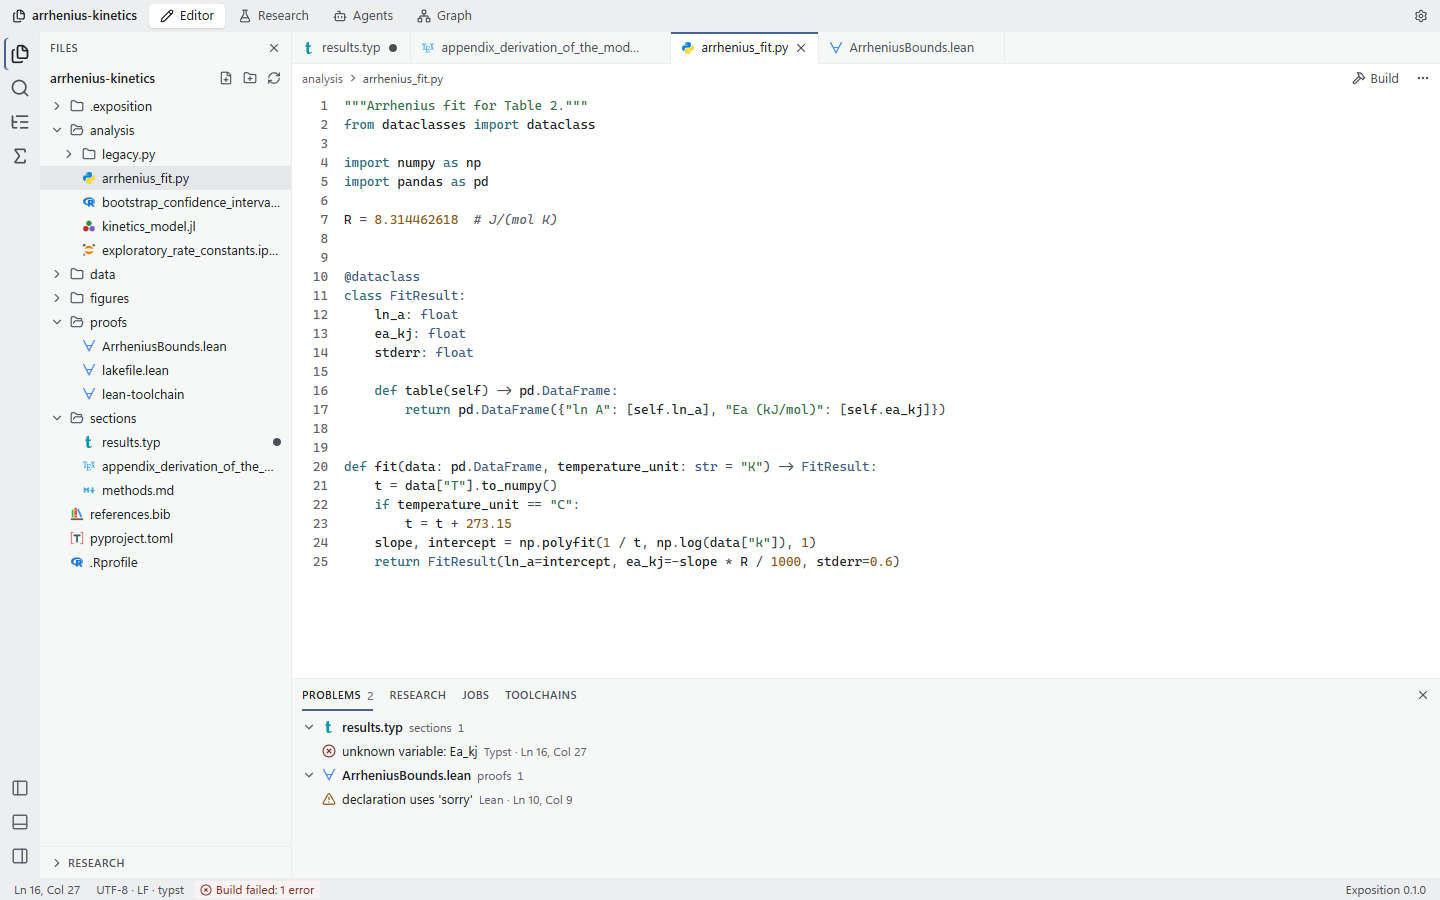 arrhenius-kinetics
Editor
Research
Agents
Graph
FILES
results.typ
appendix_derivation_of_the_mod...
arrhenius_fit.py
ArrheniusBounds.lean
arrhenius-kinetics
analysis > arrhenius_fit.py
Build
.exposition
analysis
legacy.py
arrhenius_fit.py
bootstrap_confidence_interva...
kinetics_model.jl
exploratory_rate_constants.ip...
data
figures
proofs
ArrheniusBounds.lean
lakefile.lean
lean-toolchain
sections
results.typ
appendix_derivation_of_the_...
methods.md
references.bib
pyproject.toml
.Rprofile
RESEARCH
1 """Arrhenius fit for Table 2."""
2 from dataclasses import dataclass
3
4 import numpy as np
5 import pandas as pd
6
7 R = 8.314462618  # J/(mol K)
8
9
10 @dataclass
11 class FitResult:
12     ln_a: float
13     ea_kj: float
14     stderr: float
15
16     def table(self) -> pd.DataFrame:
17         return pd.DataFrame({"ln A": [self.ln_a], "Ea (kJ/mol)": [self.ea_kj]})
18
19
20 def fit(data: pd.DataFrame, temperature_unit: str = "K") -> FitResult:
21     t = data["T"].to_numpy()
22     if temperature_unit == "C":
23         t = t + 273.15
24     slope, intercept = np.polyfit(1 / t, np.log(data["k"]), 1)
25     return FitResult(ln_a=intercept, ea_kj=-slope * R / 1000, stderr=0.6)
PROBLEMS 2
RESEARCH
JOBS
TOOLCHAINS
results.typ sections 1
unknown variable: Ea_kj Typst · Ln 16, Col 27
ArrheniusBounds.lean proofs 1
declaration uses 'sorry' Lean · Ln 10, Col 9
Ln 16, Col 27
UTF-8 · LF · typst
Build failed: 1 error
Exposition 0.1.0